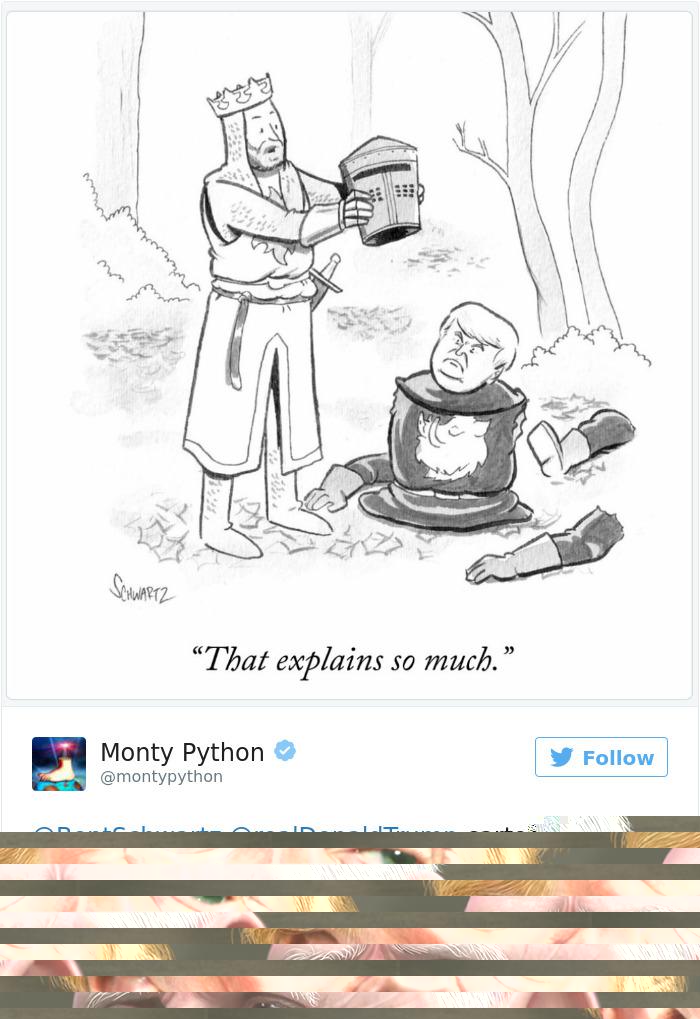 SCHWARTZ
“That explains so much.”
Monty Python
@montypython
Follow